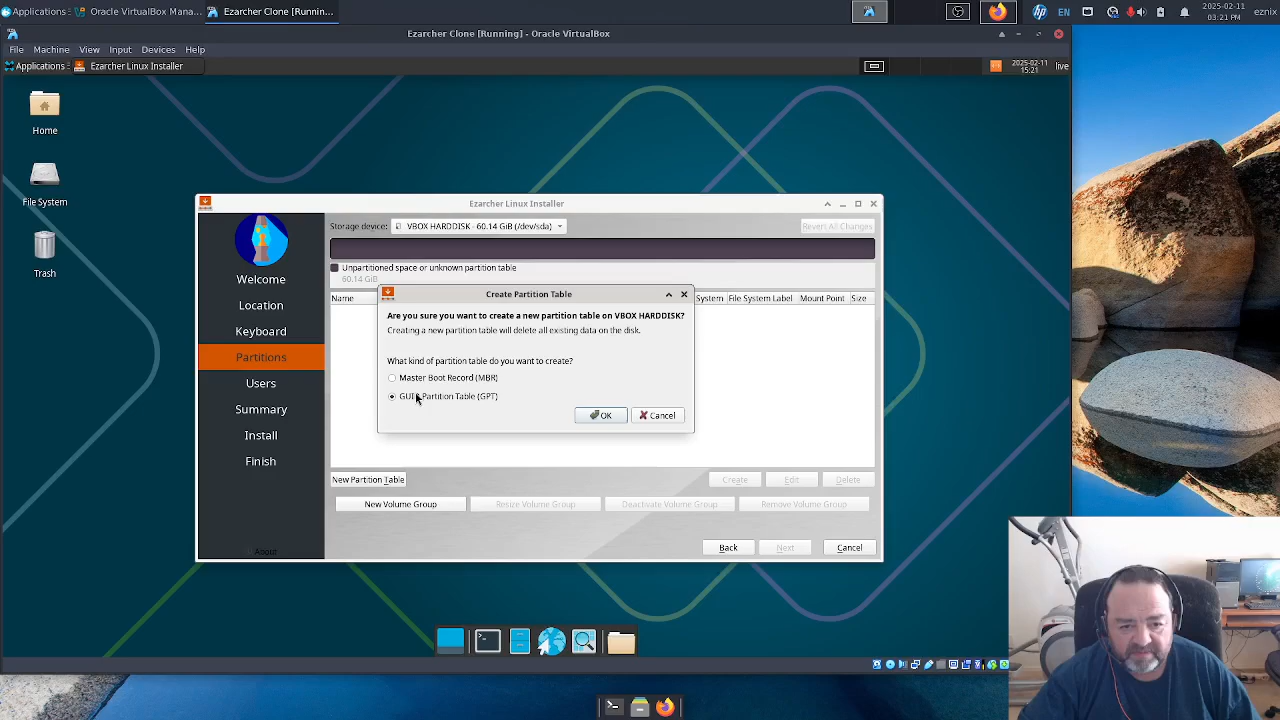 Applications
Oracle VirtualBox Mana...
Ezarcher Clone [Runnin...
EN
2025-02-11
03:21 PM
eznix
Ezarcher Clone [Running] - Oracle VirtualBox
File Machine View Input Devices Help
Applications
Ezarcher Linux Installer
2025-02-11
15:21
live
Home
File System
Trash
Ezarcher Linux Installer
Welcome
Location
Keyboard
Partitions
Users
Summary
Install
Finish
About
Storage device: VBOX HARDDISK - 60.14 GiB (/dev/sda)
Revert All Changes
Unpartitioned space or unknown partition table
60.14 GiB
Name System File System Label Mount Point Size
Create Partition Table
Are you sure you want to create a new partition table on VBOX HARDDISK?
Creating a new partition table will delete all existing data on the disk.
What kind of partition table do you want to create?
Master Boot Record (MBR)
GUID Partition Table (GPT)
OK Cancel
New Partition Table Create Edit Delete
New Volume Group Resize Volume Group Deactivate Volume Group Remove Volume Group
Back Next Cancel